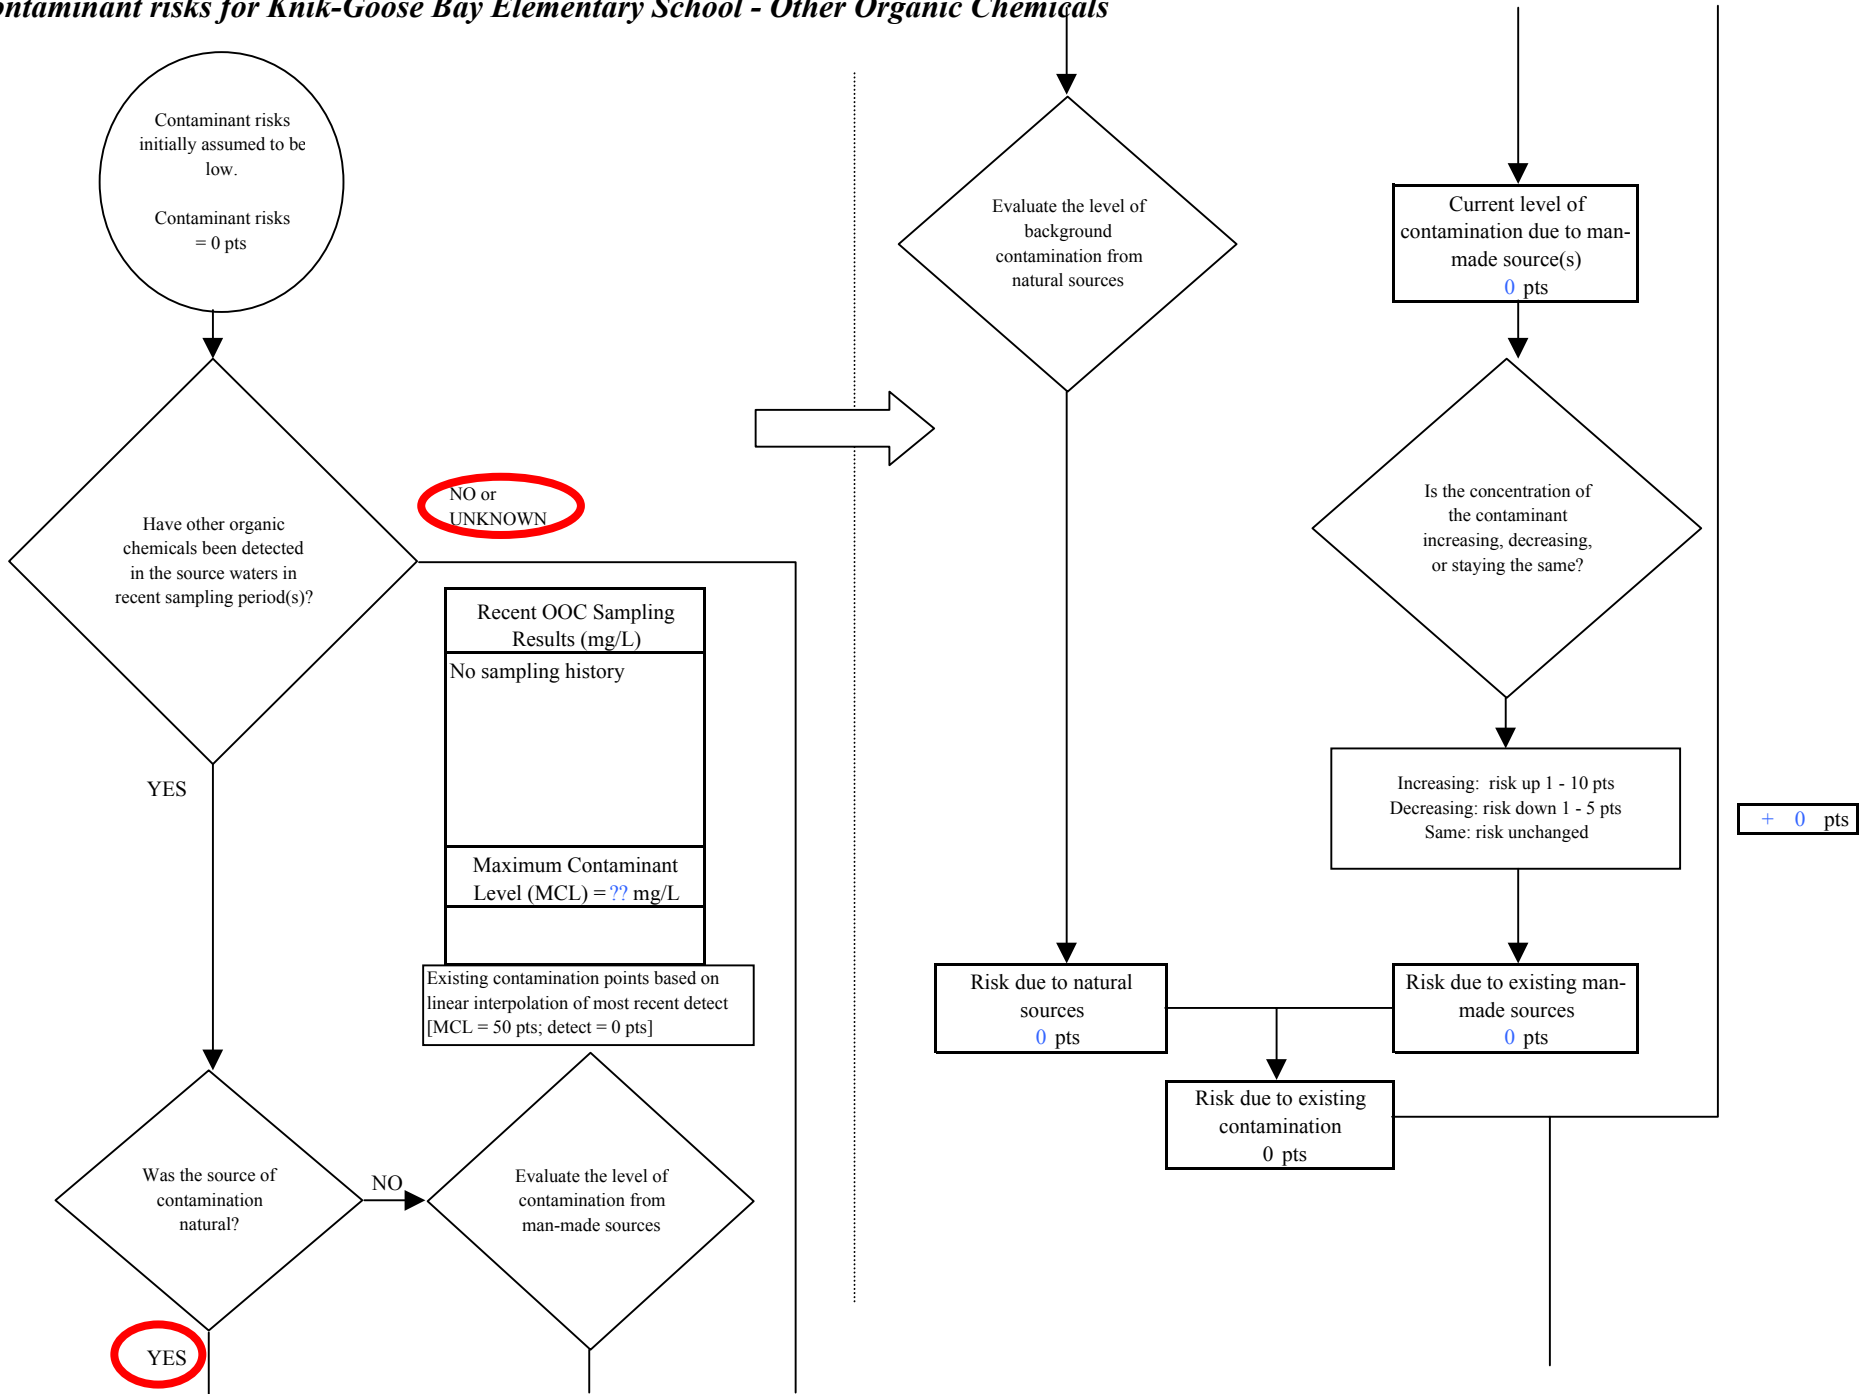 ontaminant risks for Knik-Goose Bay Elementary School - Other Organic Chemicals
Contaminant risks
initially assumed to be
low.
Contaminant risks
= 0 pts
Have other organic
chemicals been detected
in the source waters in
recent sampling period(s)?
NO or
UNKNOWN
YES
Recent OOC Sampling
Results (mg/L)
No sampling history
Maximum Contaminant
Level (MCL) = ?? mg/L
Existing contamination points based on
linear interpolation of most recent detect
[MCL = 50 pts; detect = 0 pts]
Was the source of
contamination
natural?
NO
YES
Evaluate the level of
contamination from
man-made sources
Evaluate the level of
background
contamination from
natural sources
Current level of
contamination due to man-
made source(s)
0 pts
Is the concentration of
the contaminant
increasing, decreasing,
or staying the same?
Increasing: risk up 1 - 10 pts
Decreasing: risk down 1 - 5 pts
Same: risk unchanged
+ 0 pts
Risk due to natural
sources
0 pts
Risk due to existing man-
made sources
0 pts
Risk due to existing
contamination
0 pts